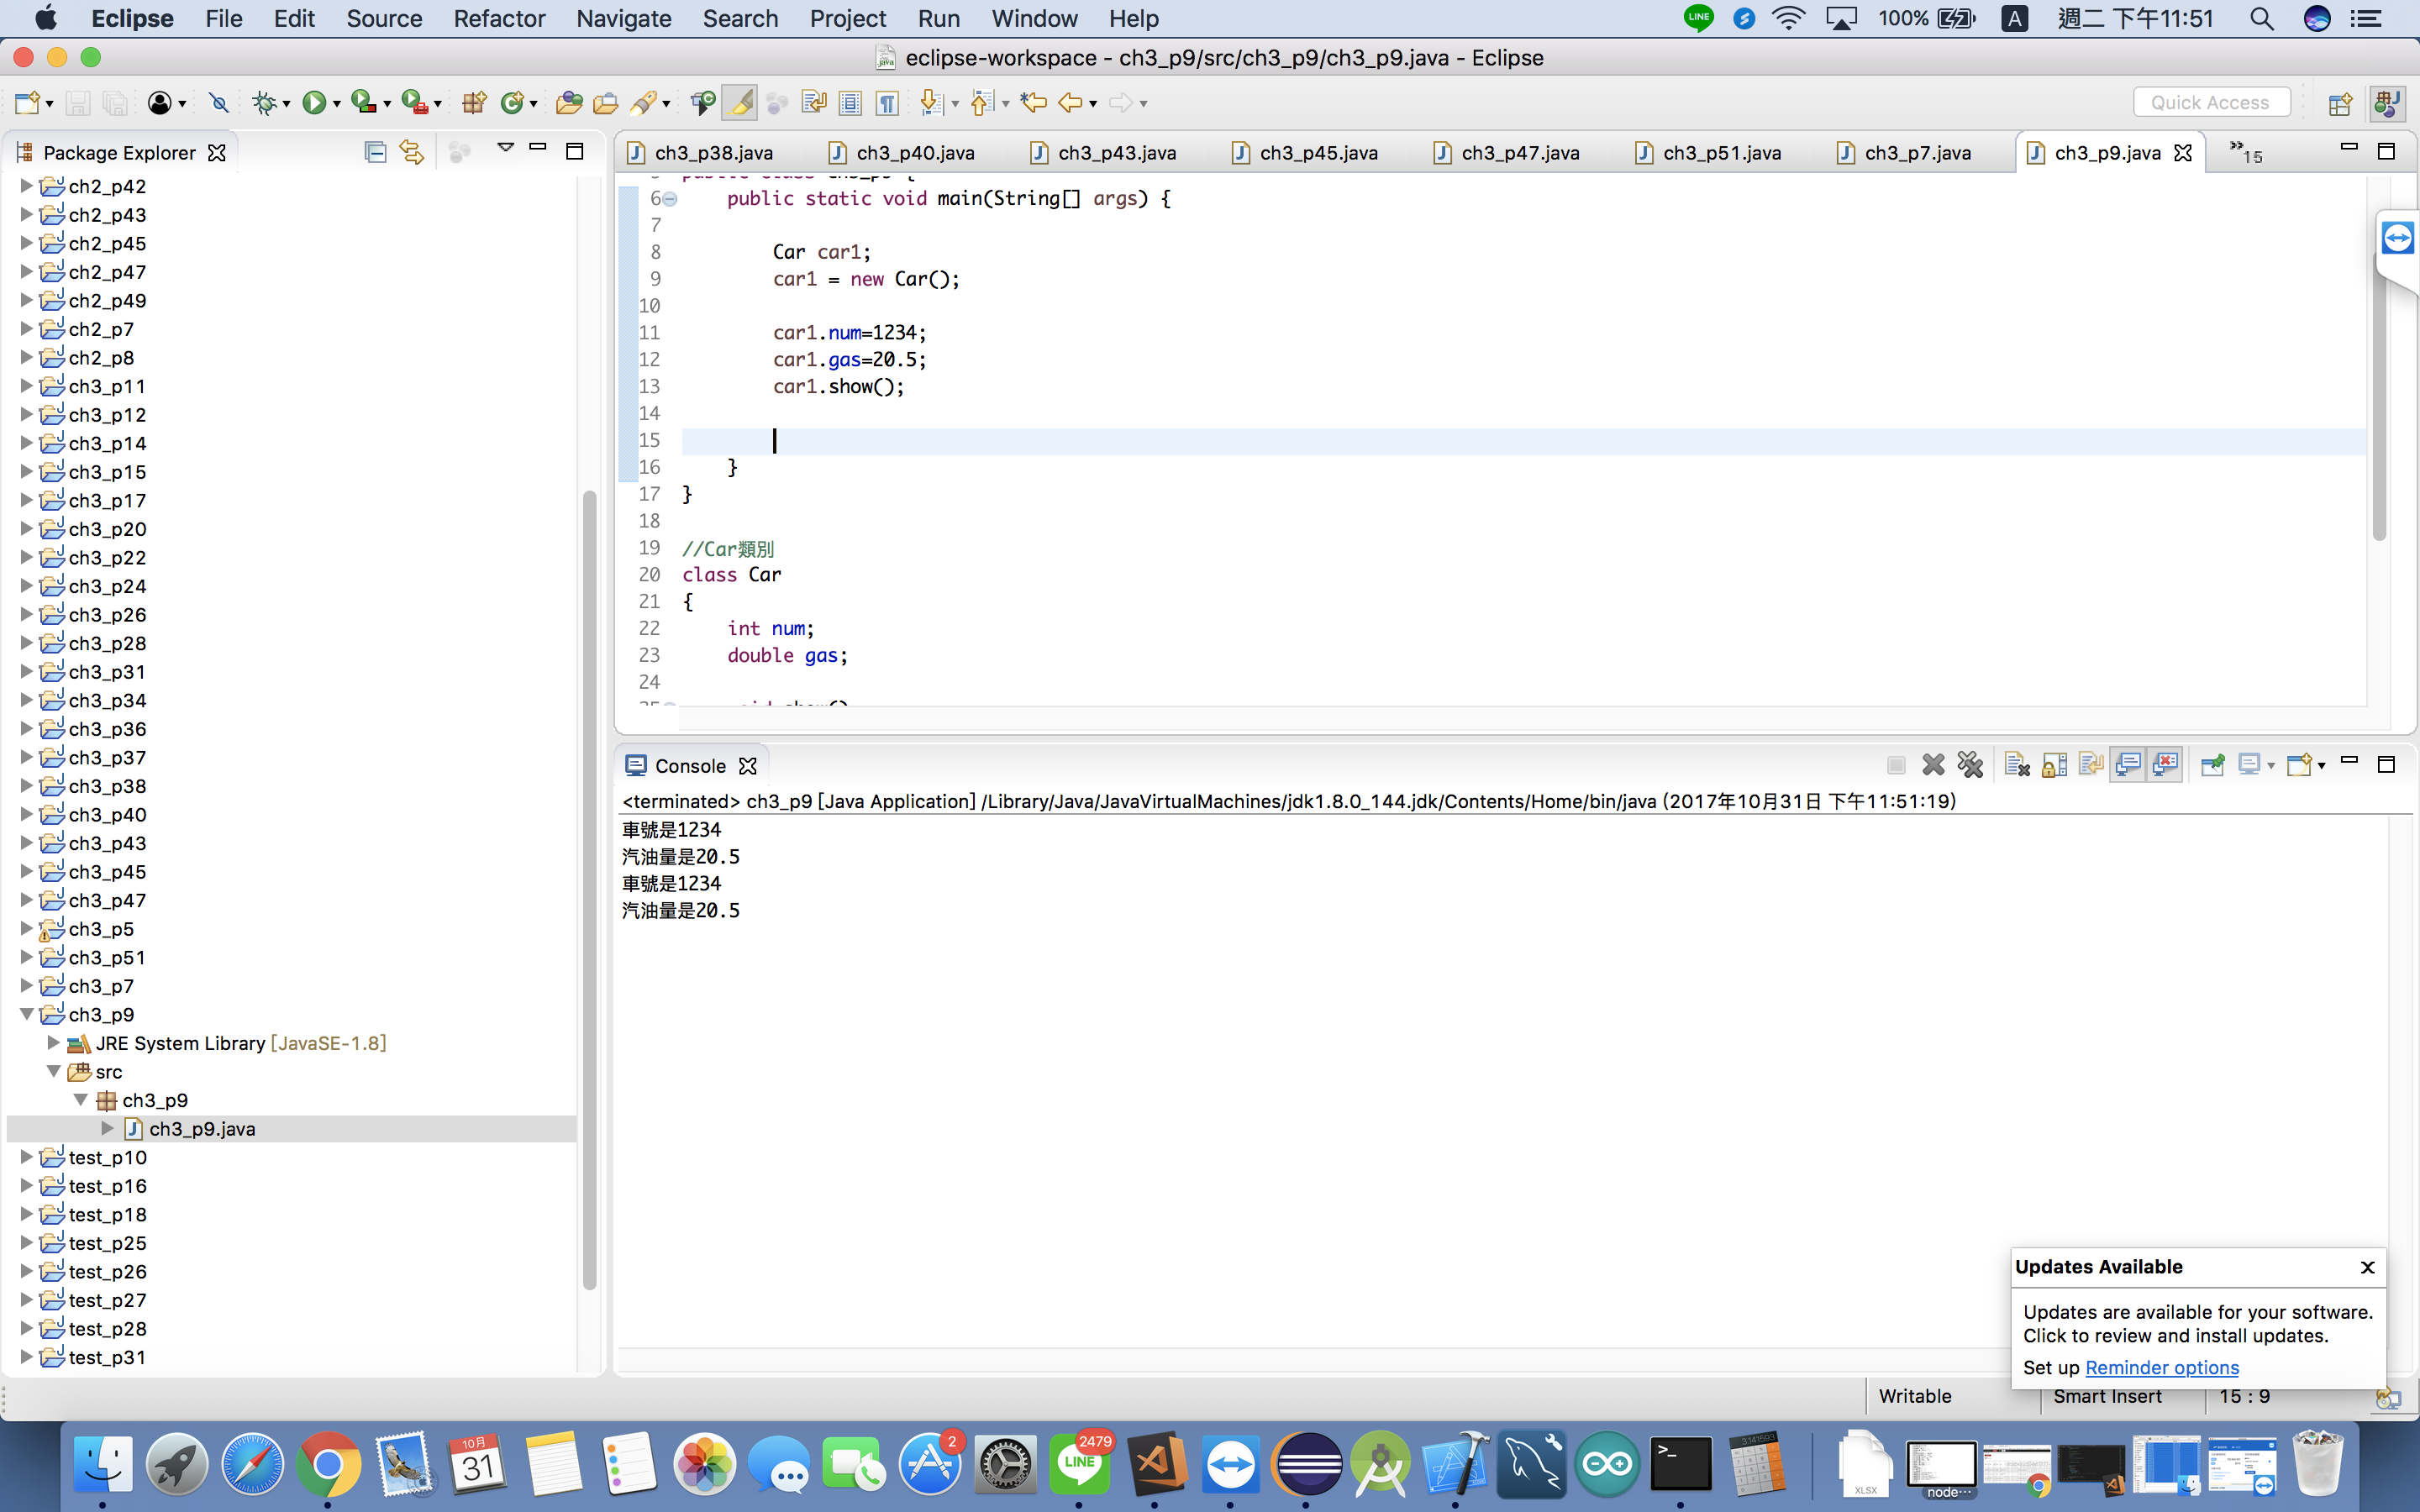 Eclipse File Edit Source Refactor Navigate Search Project Run Window Help LINE 100% A 週二 下午11:51
eclipse-workspace - ch3_p9/src/ch3_p9/ch3_p9.java - Eclipse
Quick Access
Package Explorer
ch2_p42
ch2_p43
ch2_p45
ch2_p47
ch2_p49
ch2_p7
ch2_p8
ch3_p11
ch3_p12
ch3_p14
ch3_p15
ch3_p17
ch3_p20
ch3_p22
ch3_p24
ch3_p26
ch3_p28
ch3_p31
ch3_p34
ch3_p36
ch3_p37
ch3_p38
ch3_p40
ch3_p43
ch3_p45
ch3_p47
ch3_p5
ch3_p51
ch3_p7
ch3_p9
JRE System Library [JavaSE-1.8]
src
ch3_p9
ch3_p9.java
test_p10
test_p16
test_p18
test_p25
test_p26
test_p27
test_p28
test_p31
ch3_p38.java ch3_p40.java ch3_p43.java ch3_p45.java ch3_p47.java ch3_p51.java ch3_p7.java ch3_p9.java »15
6 public static void main(String[] args) {
7
8 Car car1;
9 car1 = new Car();
10
11 car1.num=1234;
12 car1.gas=20.5;
13 car1.show();
14
15
16 }
17 }
18
19 //Car類別
20 class Car
21 {
22 int num;
23 double gas;
24
Console
<terminated> ch3_p9 [Java Application] /Library/Java/JavaVirtualMachines/jdk1.8.0_144.jdk/Contents/Home/bin/java (2017年10月31日 下午11:51:19)
車號是1234
汽油量是20.5
車號是1234
汽油量是20.5
Updates Available
Updates are available for your software.
Click to review and install updates.
Set up Reminder options
Writable Smart Insert 15 : 9
10月
31
2
2479
LINE
>_
3.141593
XLSX
node⋯